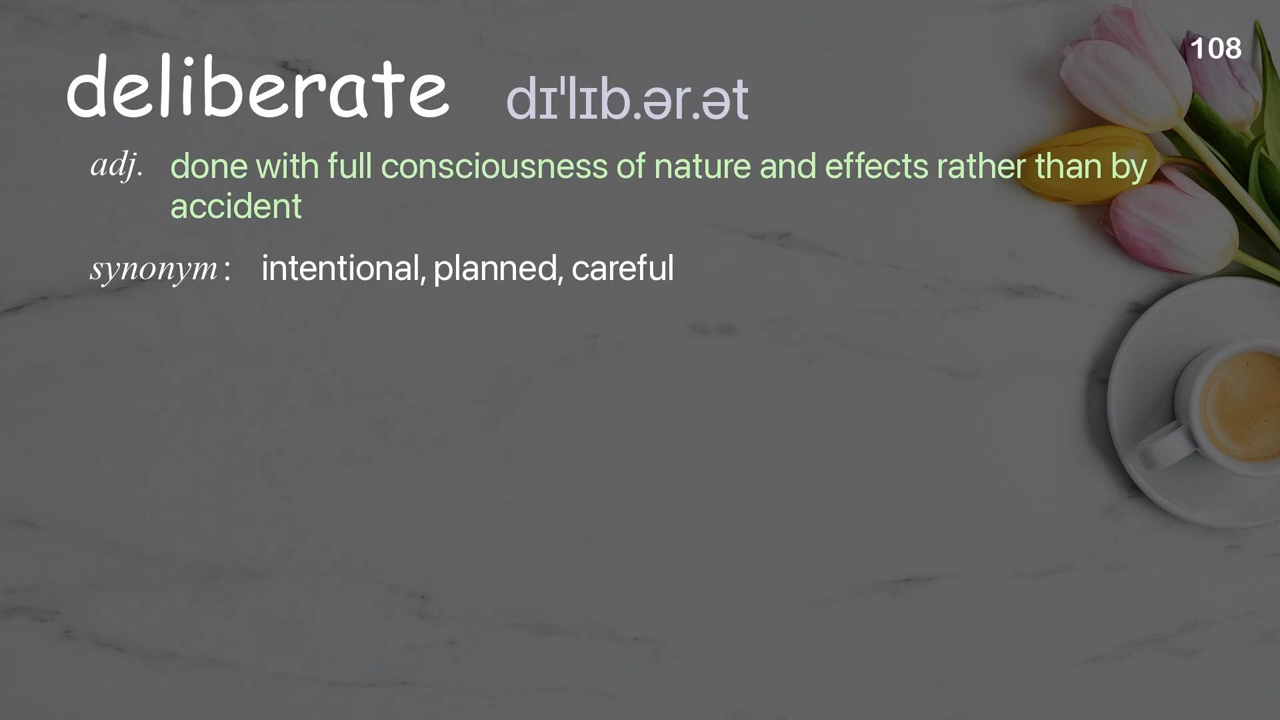 108
deliberate dɪˈlɪb.ər.ət
adj. done with full consciousness of nature and effects rather than by
accident
synonym: intentional, planned, careful